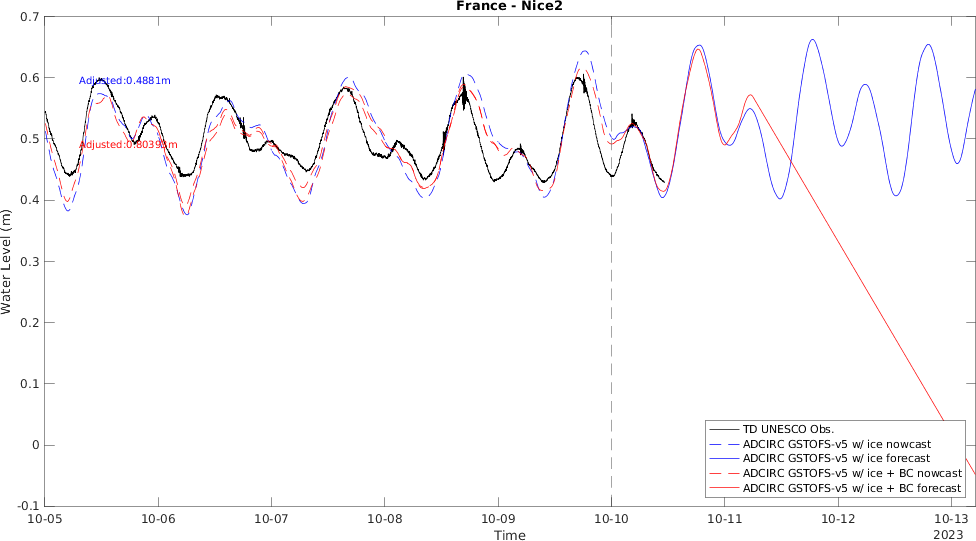 France - Nice2
Water Level (m)
0.7
0.6
0.5
0.4
0.3
0.2
0.1
0
-0.1
Adjusted:0.4881m
TD UNESCO Obs.
ADCIRC GSTOFS-v5 w/ ice nowcast
ADCIRC GSTOFS-v5 w/ ice forecast
ADCIRC GSTOFS-v5 w/ ice + BC nowcast
ADCIRC GSTOFS-v5 w/ ice + BC forecast
10-05 10-06 10-07 10-08 10-09 10-10 10-11 10-12 10-13
2023
Time